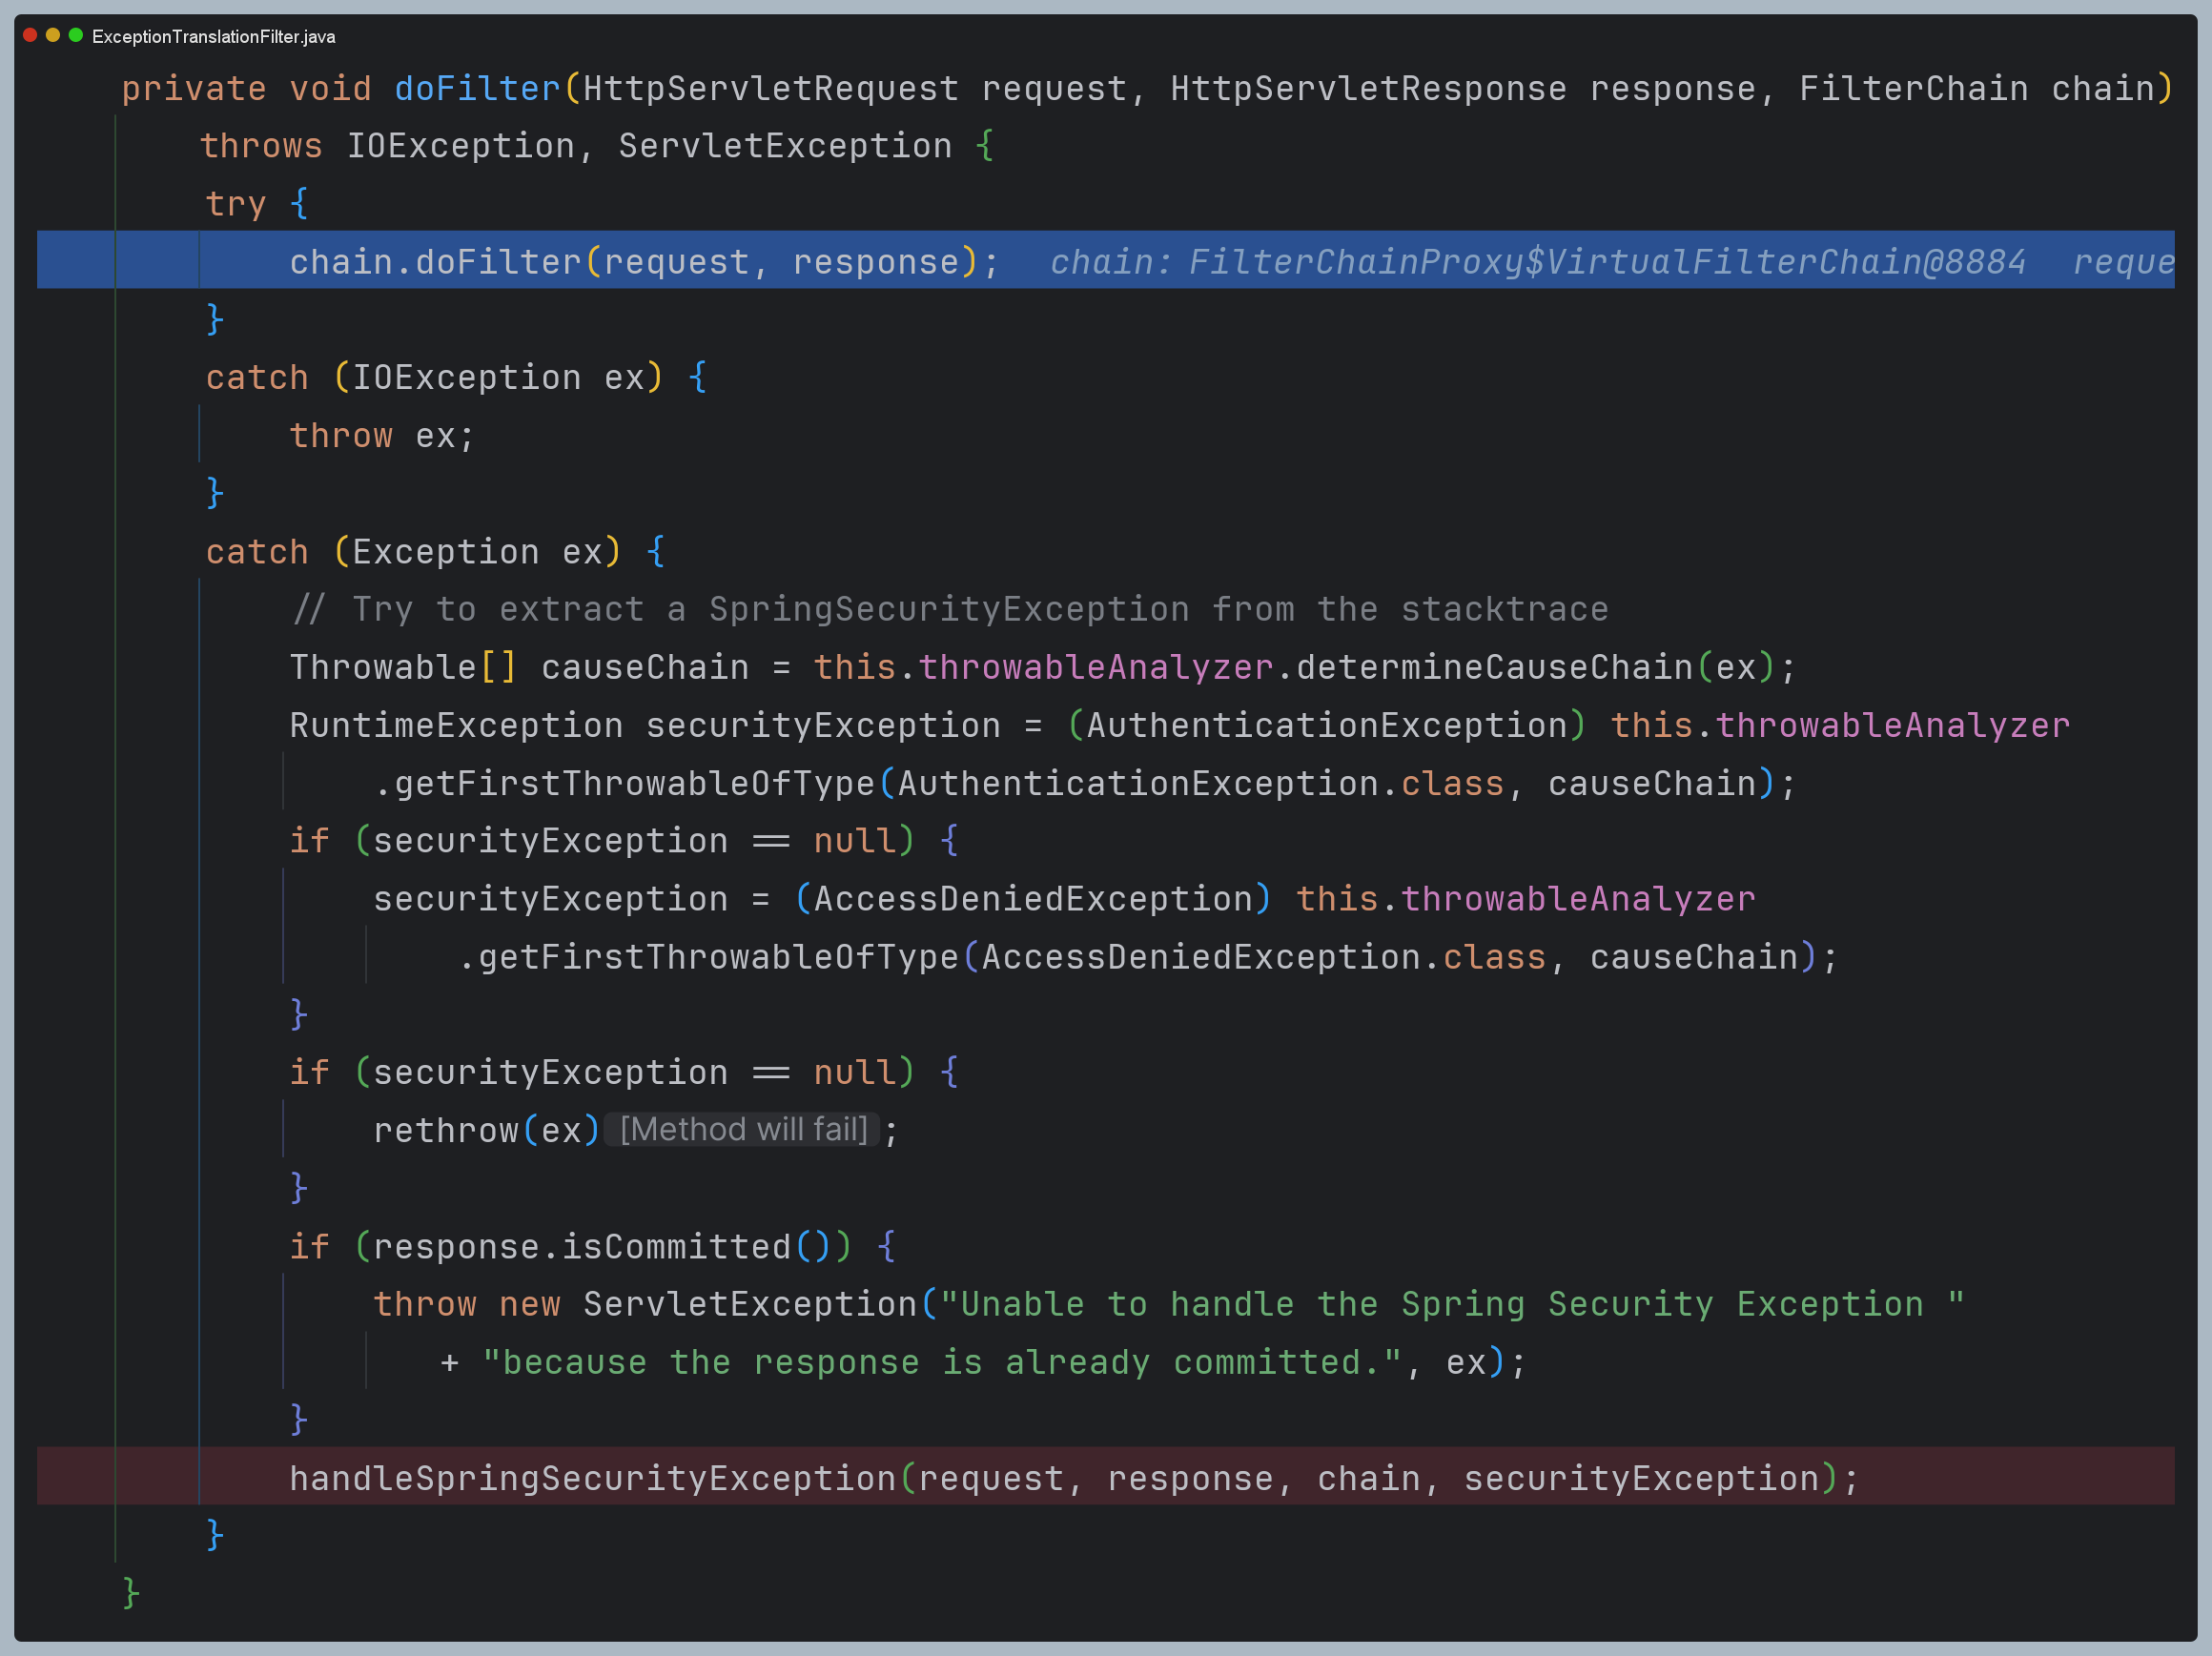 ExceptionTranslationFilter.java
private void doFilter(HttpServletRequest request, HttpServletResponse response, FilterChain chain)
throws IOException, ServletException {
try {
chain.doFilter(request, response);   chain: FilterChainProxy$VirtualFilterChain@8884   reque
}
catch (IOException ex) {
throw ex;
}
catch (Exception ex) {
// Try to extract a SpringSecurityException from the stacktrace
Throwable[] causeChain = this.throwableAnalyzer.determineCauseChain(ex);
RuntimeException securityException = (AuthenticationException) this.throwableAnalyzer
.getFirstThrowableOfType(AuthenticationException.class, causeChain);
if (securityException == null) {
securityException = (AccessDeniedException) this.throwableAnalyzer
.getFirstThrowableOfType(AccessDeniedException.class, causeChain);
}
if (securityException == null) {
rethrow(ex) [Method will fail] ;
}
if (response.isCommitted()) {
throw new ServletException("Unable to handle the Spring Security Exception "
+ "because the response is already committed.", ex);
}
handleSpringSecurityException(request, response, chain, securityException);
}
}